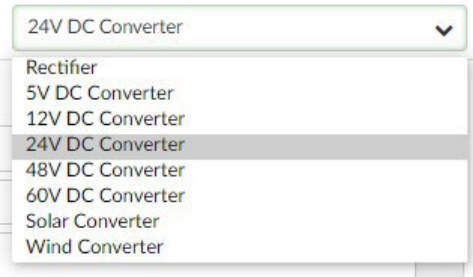 24V DC Converter
Rectifier
5V DC Converter
12V DC Converter
24V DC Converter
48V DC Converter
60V DC Converter
Solar Converter
Wind Converter